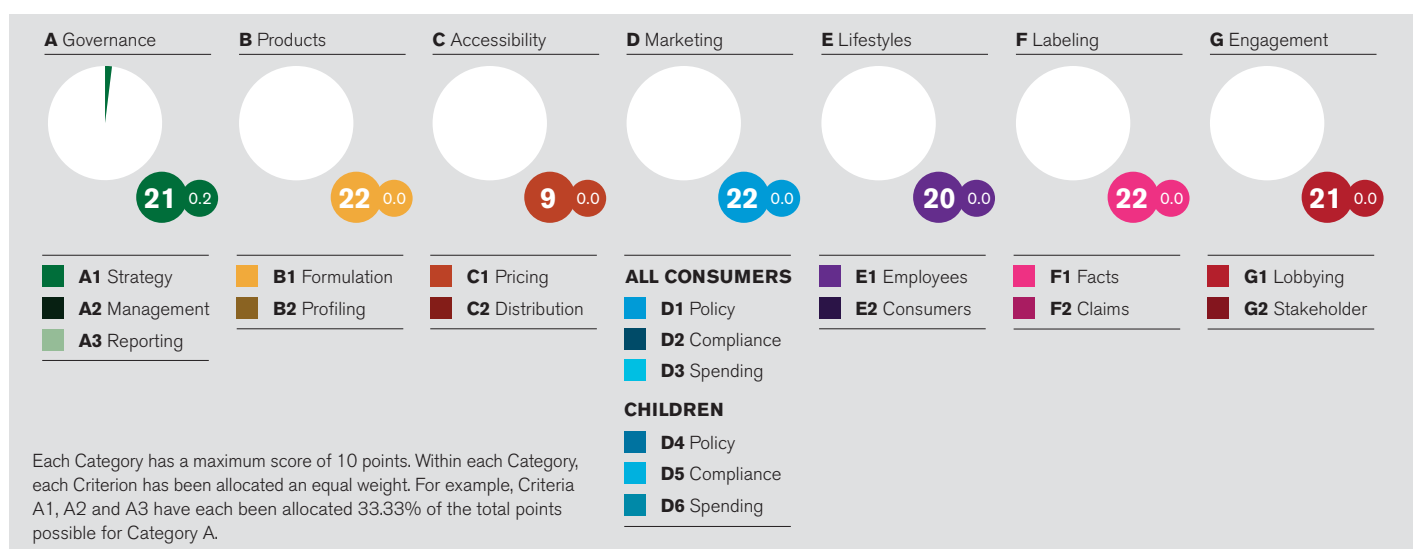 A Governance
B Products
C Accessibility
D Marketing
E Lifestyles
F Labeling
G Engagement
21 0.2
22 0.0
9 0.0
22 0.0
20 0.0
22 0.0
21 0.0
A1 Strategy
A2 Management
A3 Reporting
B1 Formulation
B2 Profiling
C1 Pricing
C2 Distribution
ALL CONSUMERS
D1 Policy
D2 Compliance
D3 Spending
CHILDREN
D4 Policy
D5 Compliance
D6 Spending
E1 Employees
E2 Consumers
F1 Facts
F2 Claims
G1 Lobbying
G2 Stakeholder
Each Category has a maximum score of 10 points. Within each Category,
each Criterion has been allocated an equal weight. For example, Criteria
A1, A2 and A3 have each been allocated 33.33% of the total points
possible for Category A.